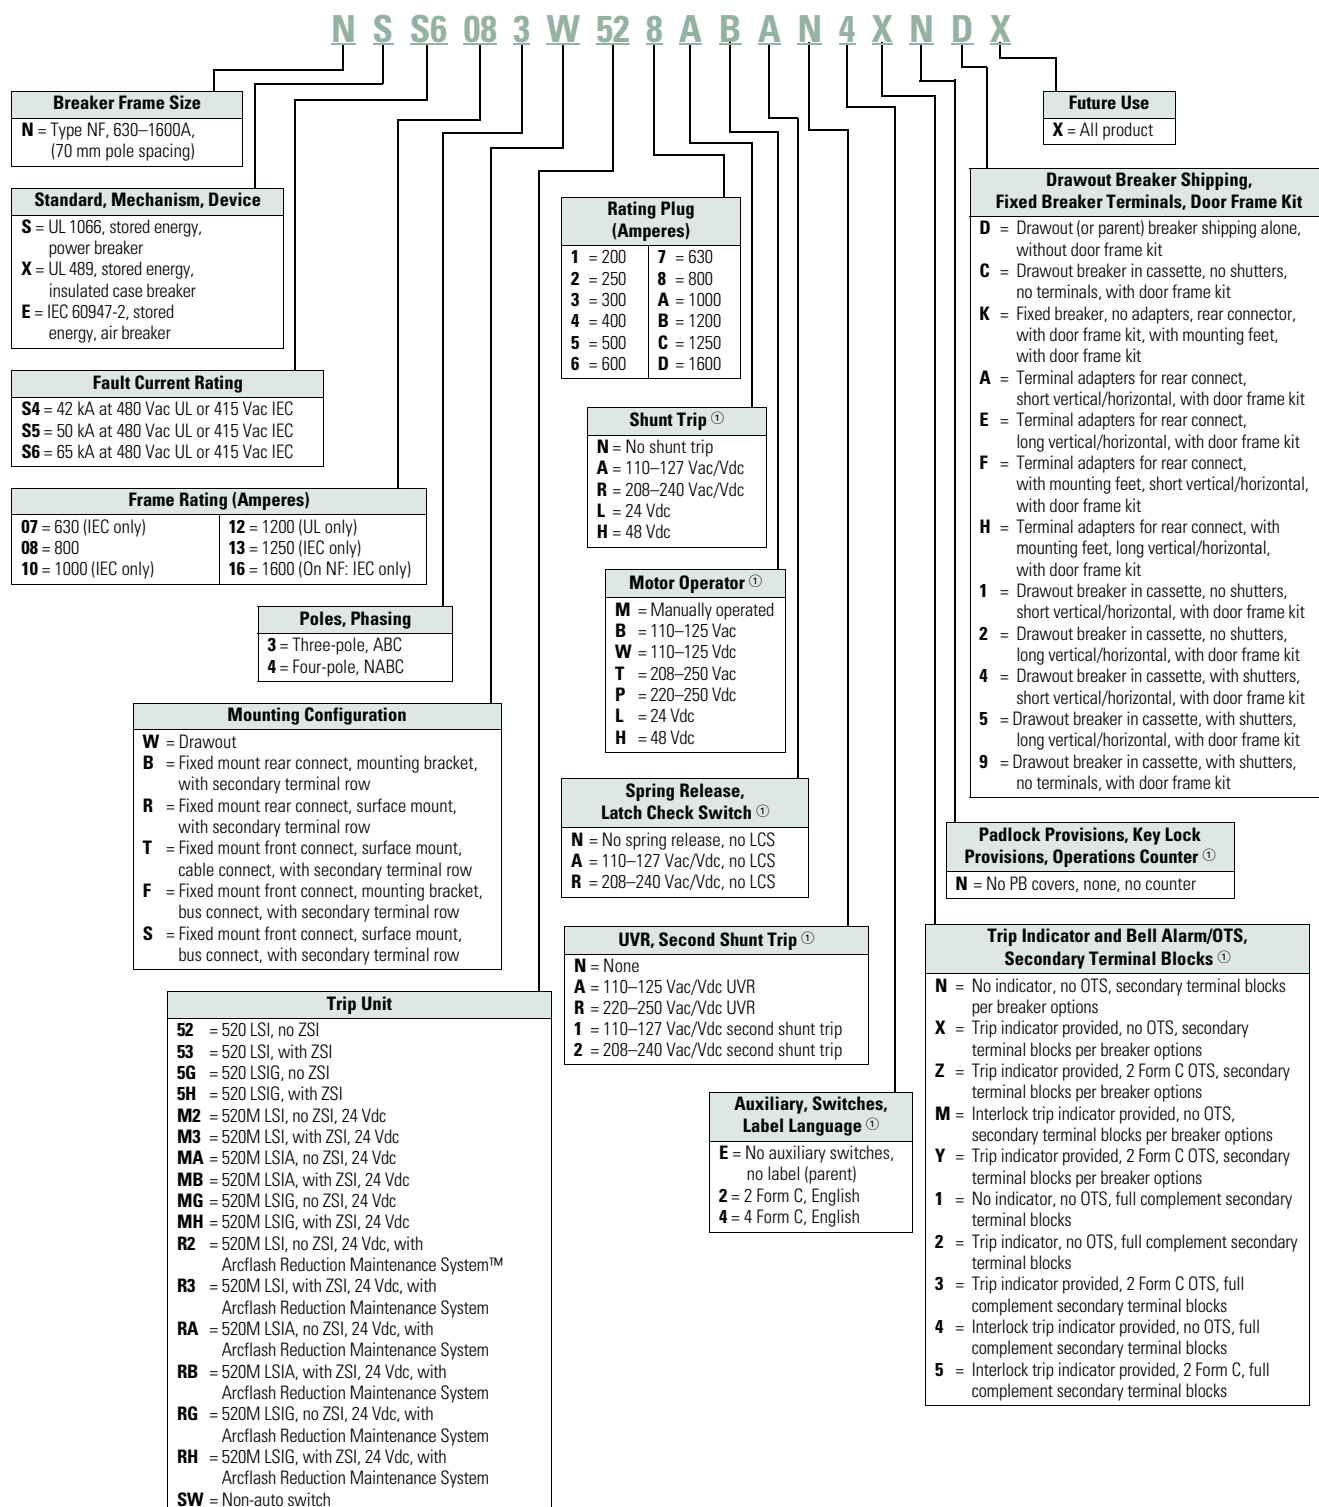 N S S6 08 3 W 52 8 A B A N 4 X N D X
Breaker Frame Size
N = Type NF, 630–1600A,
(70 mm pole spacing)
Standard, Mechanism, Device
S = UL 1066, stored energy,
power breaker
X = UL 489, stored energy,
insulated case breaker
E = IEC 60947-2, stored
energy, air breaker
Fault Current Rating
S4 = 42 kA at 480 Vac UL or 415 Vac IEC
S5 = 50 kA at 480 Vac UL or 415 Vac IEC
S6 = 65 kA at 480 Vac UL or 415 Vac IEC
Frame Rating (Amperes)
07 = 630 (IEC only)
08 = 800
10 = 1000 (IEC only)
12 = 1200 (UL only)
13 = 1250 (IEC only)
16 = 1600 (On NF: IEC only)
Poles, Phasing
3 = Three-pole, ABC
4 = Four-pole, NABC
Mounting Configuration
W = Drawout
B = Fixed mount rear connect, mounting bracket,
with secondary terminal row
R = Fixed mount rear connect, surface mount,
with secondary terminal row
T = Fixed mount front connect, surface mount,
cable connect, with secondary terminal row
F = Fixed mount front connect, mounting bracket,
bus connect, with secondary terminal row
S = Fixed mount front connect, surface mount,
bus connect, with secondary terminal row
Trip Unit
52 = 520 LSI, no ZSI
53 = 520 LSI, with ZSI
5G = 520 LSIG, no ZSI
5H = 520 LSIG, with ZSI
M2 = 520M LSI, no ZSI, 24 Vdc
M3 = 520M LSI, with ZSI, 24 Vdc
MA = 520M LSIA, no ZSI, 24 Vdc
MB = 520M LSIA, with ZSI, 24 Vdc
MG = 520M LSIG, no ZSI, 24 Vdc
MH = 520M LSIG, with ZSI, 24 Vdc
R2 = 520M LSI, no ZSI, 24 Vdc, with
Arcflash Reduction Maintenance System™
R3 = 520M LSI, with ZSI, 24 Vdc, with
Arcflash Reduction Maintenance System
RA = 520M LSIA, no ZSI, 24 Vdc, with
Arcflash Reduction Maintenance System
RB = 520M LSIA, with ZSI, 24 Vdc, with
Arcflash Reduction Maintenance System
RG = 520M LSIG, no ZSI, 24 Vdc, with
Arcflash Reduction Maintenance System
RH = 520M LSIG, with ZSI, 24 Vdc, with
Arcflash Reduction Maintenance System
SW = Non-auto switch
Rating Plug
(Amperes)
1 = 200
2 = 250
3 = 300
4 = 400
5 = 500
6 = 600
7 = 630
8 = 800
A = 1000
B = 1200
C = 1250
D = 1600
Shunt Trip ①
N = No shunt trip
A = 110–127 Vac/Vdc
R = 208–240 Vac/Vdc
L = 24 Vdc
H = 48 Vdc
Motor Operator ①
M = Manually operated
B = 110–125 Vac
W = 110–125 Vdc
T = 208–250 Vac
P = 220–250 Vdc
L = 24 Vdc
H = 48 Vdc
Spring Release,
Latch Check Switch ①
N = No spring release, no LCS
A = 110–127 Vac/Vdc, no LCS
R = 208–240 Vac/Vdc, no LCS
UVR, Second Shunt Trip ①
N = None
A = 110–125 Vac/Vdc UVR
R = 220–250 Vac/Vdc UVR
1 = 110–127 Vac/Vdc second shunt trip
2 = 208–240 Vac/Vdc second shunt trip
Auxiliary, Switches,
Label Language ①
E = No auxiliary switches,
no label (parent)
2 = 2 Form C, English
4 = 4 Form C, English
Future Use
X = All product
Drawout Breaker Shipping,
Fixed Breaker Terminals, Door Frame Kit
D = Drawout (or parent) breaker shipping alone,
without door frame kit
C = Drawout breaker in cassette, no shutters,
no terminals, with door frame kit
K = Fixed breaker, no adapters, rear connector,
with door frame kit, with mounting feet,
with door frame kit
A = Terminal adapters for rear connect,
short vertical/horizontal, with door frame kit
E = Terminal adapters for rear connect,
long vertical/horizontal, with door frame kit
F = Terminal adapters for rear connect,
with mounting feet, short vertical/horizontal,
with door frame kit
H = Terminal adapters for rear connect, with
mounting feet, long vertical/horizontal,
with door frame kit
1 = Drawout breaker in cassette, no shutters,
short vertical/horizontal, with door frame kit
2 = Drawout breaker in cassette, no shutters,
long vertical/horizontal, with door frame kit
4 = Drawout breaker in cassette, with shutters,
short vertical/horizontal, with door frame kit
5 = Drawout breaker in cassette, with shutters,
long vertical/horizontal, with door frame kit
9 = Drawout breaker in cassette, with shutters,
no terminals, with door frame kit
Padlock Provisions, Key Lock
Provisions, Operations Counter ①
N = No PB covers, none, no counter
Trip Indicator and Bell Alarm/OTS,
Secondary Terminal Blocks ①
N = No indicator, no OTS, secondary terminal blocks
per breaker options
X = Trip indicator provided, no OTS, secondary
terminal blocks per breaker options
Z = Trip indicator provided, 2 Form C OTS, secondary
terminal blocks per breaker options
M = Interlock trip indicator provided, no OTS,
secondary terminal blocks per breaker options
Y = Trip indicator provided, 2 Form C OTS, secondary
terminal blocks per breaker options
1 = No indicator, no OTS, full complement secondary
terminal blocks
2 = Trip indicator, no OTS, full complement secondary
terminal blocks
3 = Trip indicator provided, 2 Form C OTS, full
complement secondary terminal blocks
4 = Interlock trip indicator provided, no OTS, full
complement secondary terminal blocks
5 = Interlock trip indicator provided, 2 Form C, full
complement secondary terminal blocks